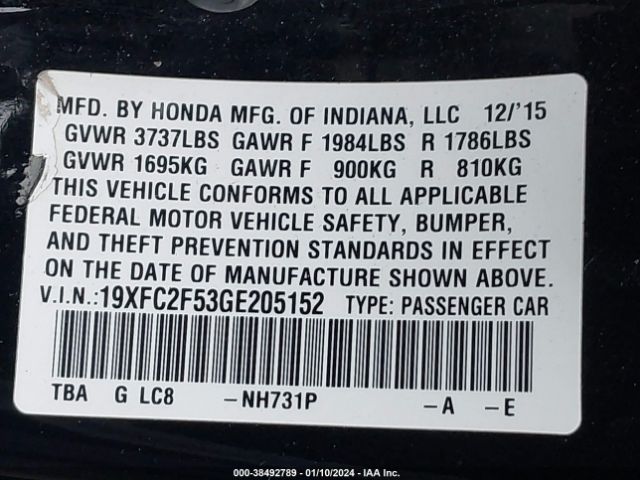 MFD. BY HONDA MFG. OF INDIANA, LLC 12/'15
GVWR 3737LBS GAWR F 1984LBS R 1786LBS
GVWR 1695KG GAWR F 900KG R 810KG
THIS VEHICLE CONFORMS TO ALL APPLICABLE
FEDERAL MOTOR VEHICLE SAFETY, BUMPER,
AND THEFT PREVENTION STANDARDS IN EFFECT
ON THE DATE OF MANUFACTURE SHOWN ABOVE.
V.I.N.:19XFC2F53GE205152 TYPE: PASSENGER CAR
TBA G LC8 –NH731P –A –E
000-38492789 - 01/10/2024 - IAA Inc.